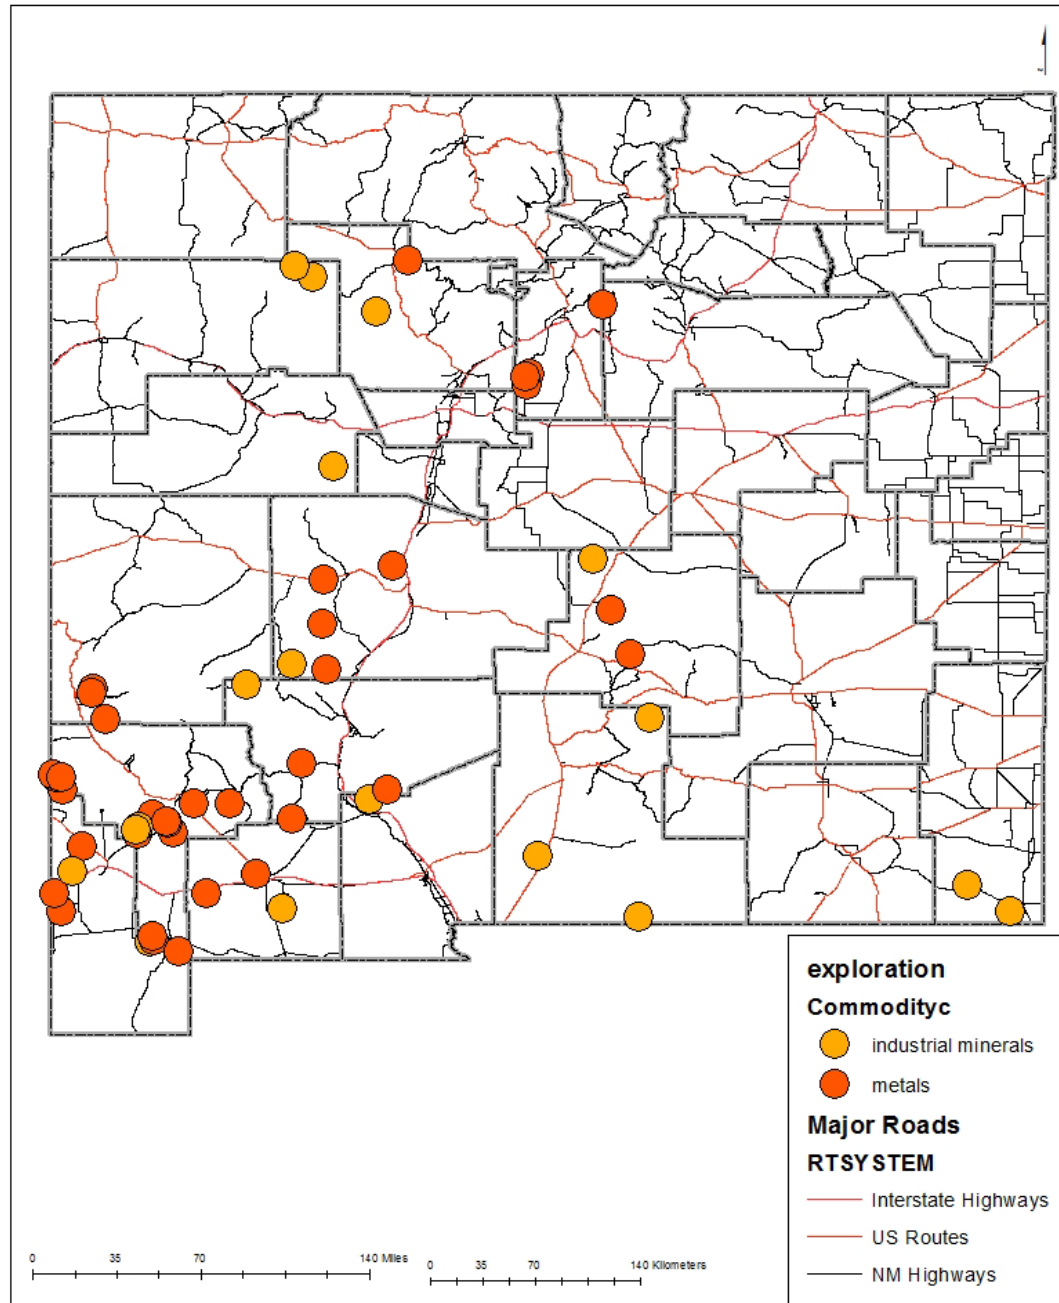 exploration
Commodityc
industrial minerals
metals
Major Roads
RTSYSTEM
Interstate Highways
US Routes
NM Highways
0 35 70 140 Miles
0 35 70 140 Kilometers